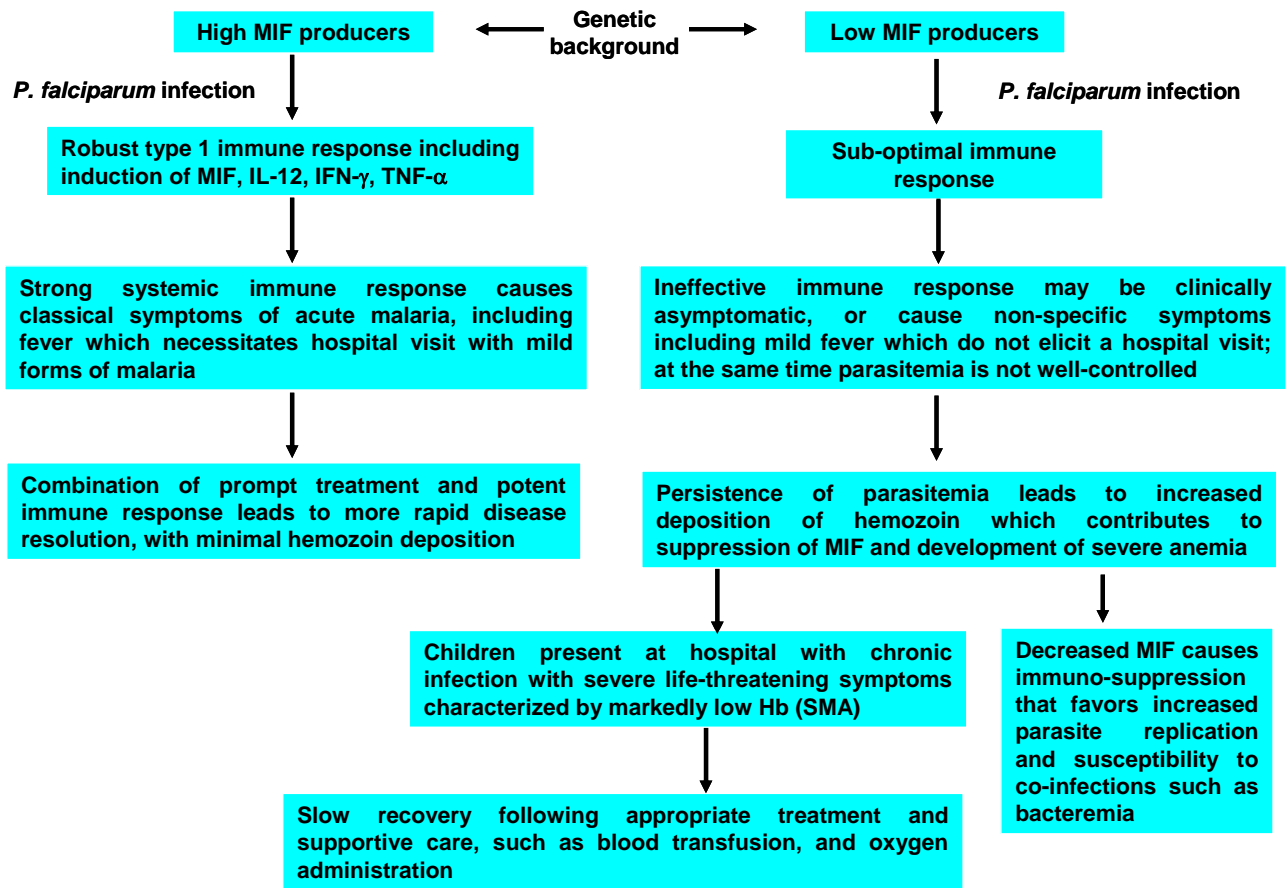 High MIF producers
Genetic
background
Low MIF producers
P. falciparum infection
P. falciparum infection
Robust type 1 immune response including
induction of MIF, IL-12, IFN-γ, TNF-α
Sub-optimal immune
response
Strong systemic immune response causes
classical symptoms of acute malaria, including
fever which necessitates hospital visit with mild
forms of malaria
Ineffective immune response may be clinically
asymptomatic, or cause non-specific symptoms
including mild fever which do not elicit a hospital visit;
at the same time parasitemia is not well-controlled
Combination of prompt treatment and potent
immune response leads to more rapid disease
resolution, with minimal hemozoin deposition
Persistence of parasitemia leads to increased
deposition of hemozoin which contributes to
suppression of MIF and development of severe anemia
Children present at hospital with chronic
infection with severe life-threatening symptoms
characterized by markedly low Hb (SMA)
Decreased MIF causes
immuno-suppression
that favors increased
parasite replication
and susceptibility to
co-infections such as
bacteremia
Slow recovery following appropriate treatment and
supportive care, such as blood transfusion, and oxygen
administration